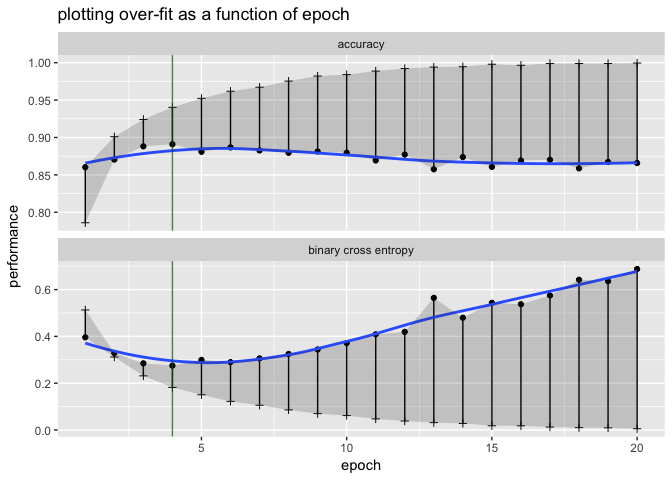 plotting over-fit as a function of epoch
accuracy
1.00
0.95
0.90
0.85
0.80
performance
binary cross entropy
0.6
0.4
0.2
0.0
5 10 15 20
epoch